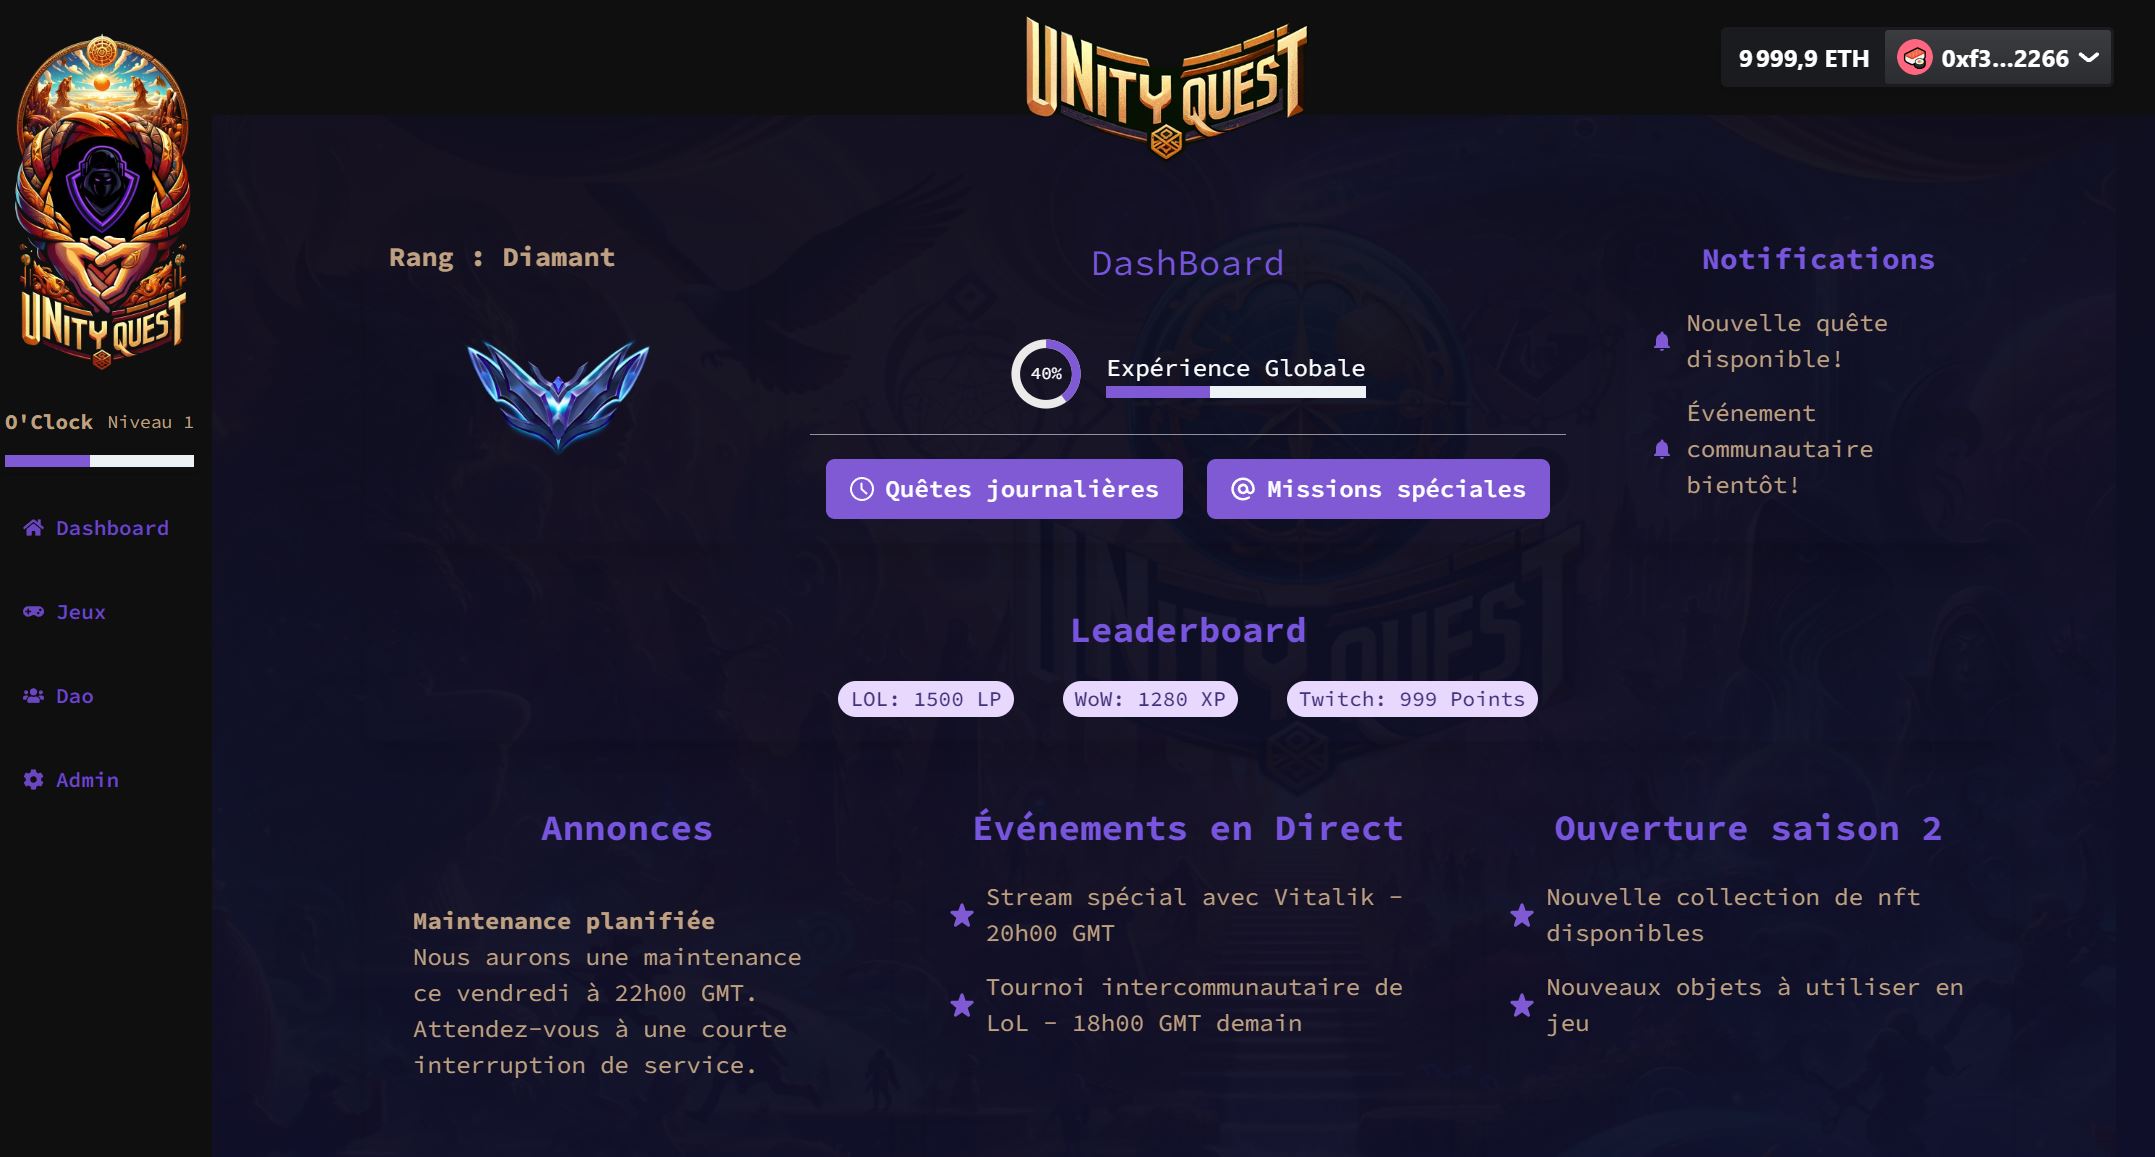 UNITY QUEST
9 999,9 ETH
0xf3...2266
UNITY QUEST
O'Clock Niveau 1
Dashboard
Jeux
Dao
Admin
Rang : Diamant
DashBoard
40%
Expérience Globale
Quêtes journalières
Missions spéciales
Notifications
Nouvelle quête
disponible!
Événement
communautaire
bientôt!
UNITY QUEST
Leaderboard
LOL: 1500 LP
WoW: 1280 XP
Twitch: 999 Points
Annonces
Maintenance planifiée
Nous aurons une maintenance
ce vendredi à 22h00 GMT.
Attendez-vous à une courte
interruption de service.
Événements en Direct
Stream spécial avec Vitalik -
20h00 GMT
Tournoi intercommunautaire de
LoL - 18h00 GMT demain
Ouverture saison 2
Nouvelle collection de nft
disponibles
Nouveaux objets à utiliser en
jeu